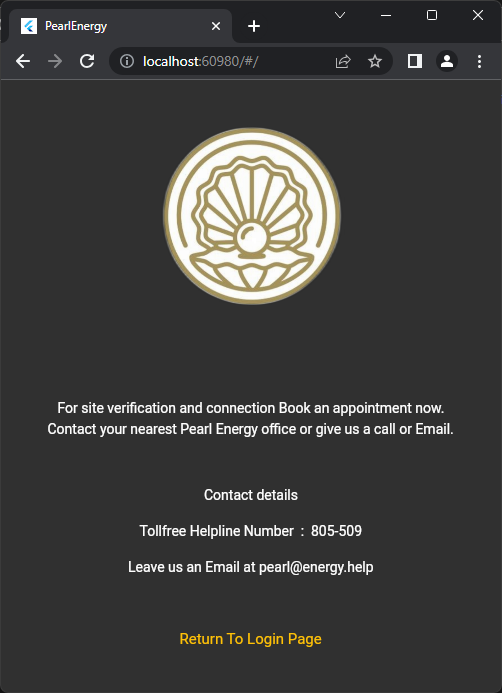 PearlEnergy
localhost:60980/#/
For site verification and connection Book an appointment now.
Contact your nearest Pearl Energy office or give us a call or Email.
Contact details
Tollfree Helpline Number : 805-509
Leave us an Email at pearl@energy.help
Return To Login Page